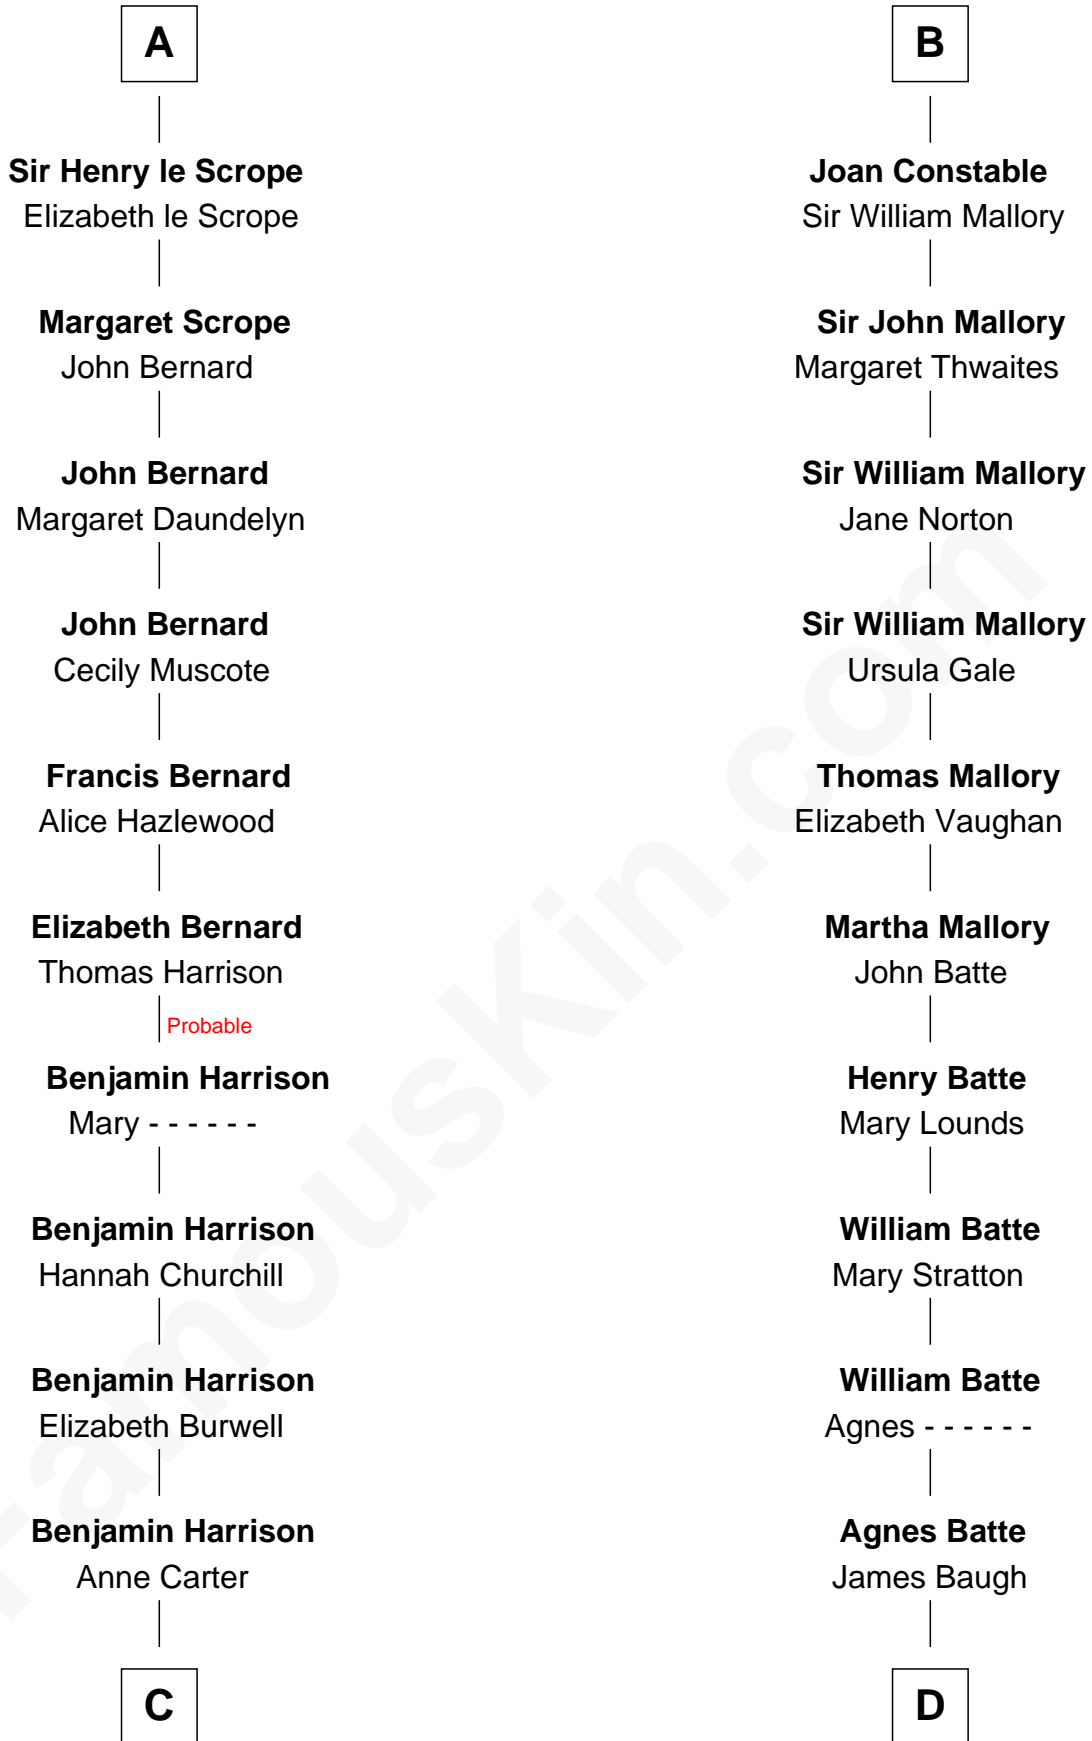 A
Sir Henry le Scrope
Elizabeth le Scrope
Margaret Scrope
John Bernard
John Bernard
Margaret Daundelyn
John Bernard
Cecily Muscote
Francis Bernard
Alice Hazlewood
Elizabeth Bernard
Thomas Harrison
Probable
Benjamin Harrison
Mary - - - - - -
Benjamin Harrison
Hannah Churchill
Benjamin Harrison
Elizabeth Burwell
Benjamin Harrison
Anne Carter
C
B
Joan Constable
Sir William Mallory
Sir John Mallory
Margaret Thwaites
Sir William Mallory
Jane Norton
Sir William Mallory
Ursula Gale
Thomas Mallory
Elizabeth Vaughan
Martha Mallory
John Batte
Henry Batte
Mary Lounds
William Batte
Mary Stratton
William Batte
Agnes - - - - - -
Agnes Batte
James Baugh
D
FamousKin.com